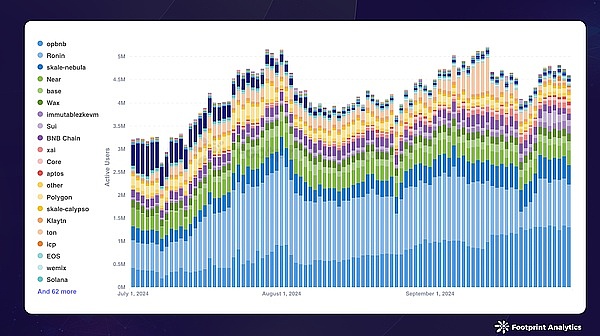 opbnb
Ronin
skale-nebula
Near
base
Wax
immutablezkevm
Sui
BNB Chain
xai
Core
aptos
other
Polygon
skale-calypso
Klaytn
ton
icp
EOS
wemix
Solana
And 62 more
Active Users
5M
4.5M
4M
3.5M
3M
2.5M
2M
1.5M
1M
0.5M
0M
July 1, 2024 August 1, 2024 September 1, 2024
Footprint Analytics